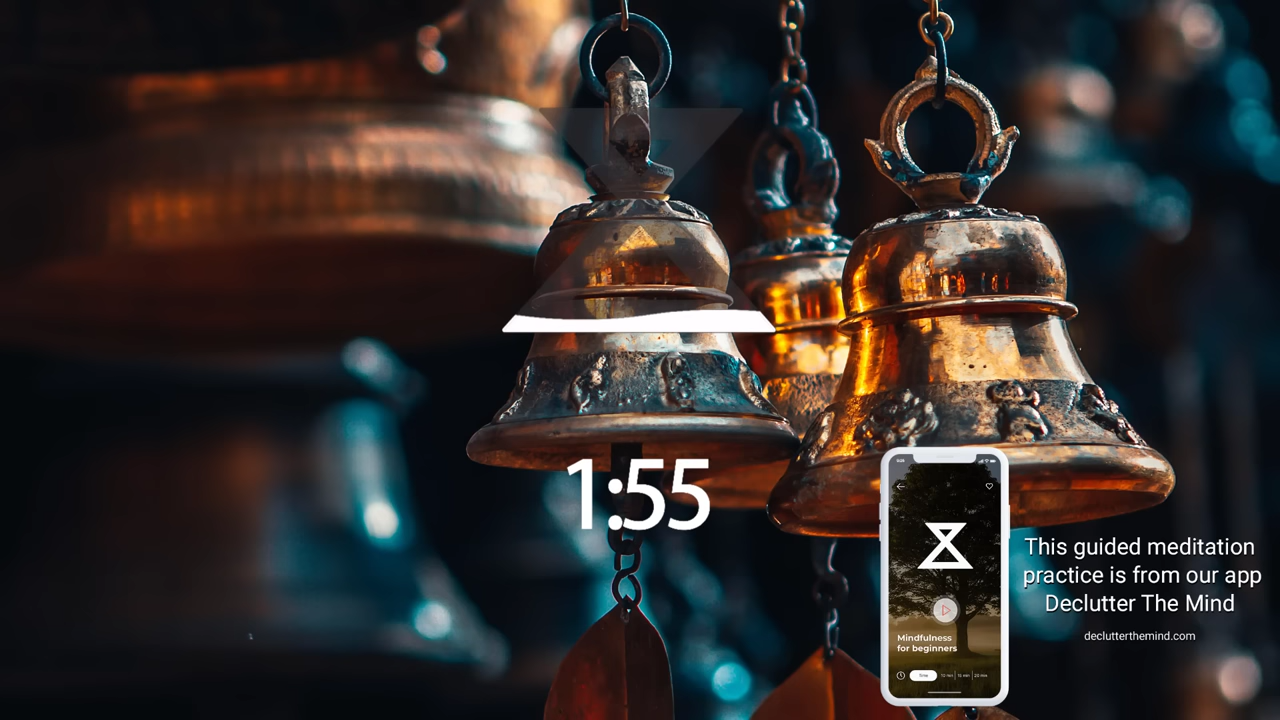 1:55
This guided meditation
practice is from our app
Declutter The Mind
declutterthemind.com
Mindfulness
for beginners